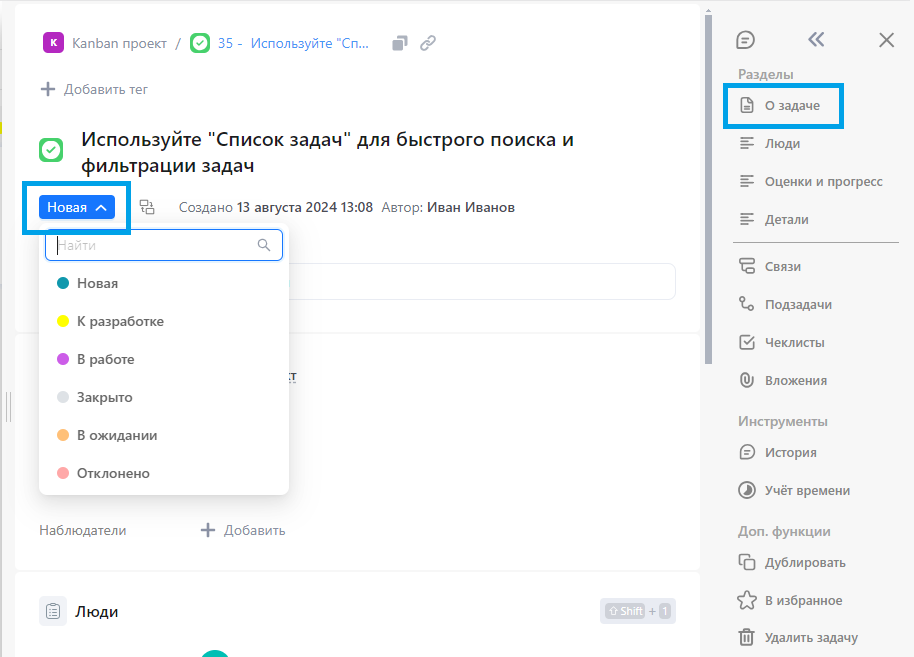 K Kanban проект / 35 - Используйте "Сп...
Добавить тег
Используйте "Список задач" для быстрого поиска и
фильтрации задач
Новая
Создано 13 августа 2024 13:08 Автор: Иван Иванов
Найти
Новая
К разработке
В работе
Закрыто
В ожидании
Отклонено
Наблюдатели
Добавить
Люди
Shift + 1
Разделы
О задаче
Люди
Оценки и прогресс
Детали
Связи
Подзадачи
Чеклисты
Вложения
Инструменты
История
Учёт времени
Доп. функции
Дублировать
В избранное
Удалить задачу